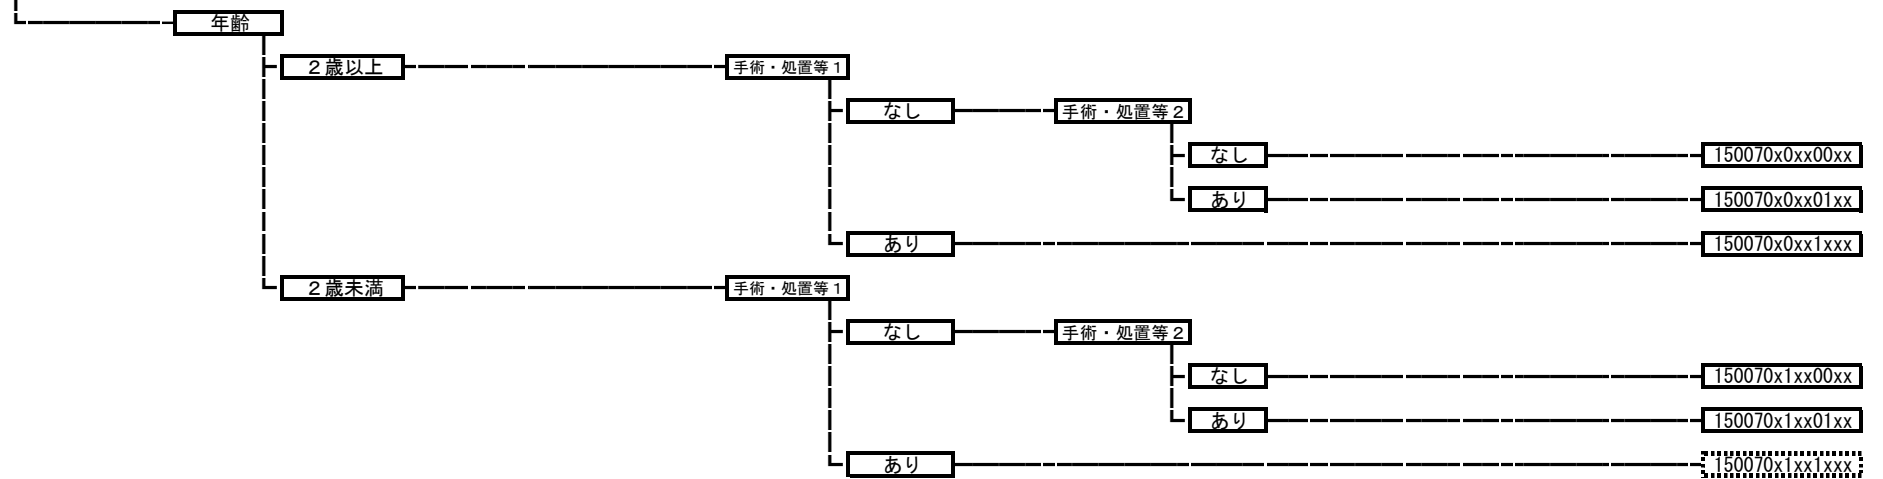 年齢
２歳以上 手術・処置等１
なし 手術・処置等２
なし 150070x0xx00xx
あり 150070x0xx01xx
あり 150070x0xx1xxx
２歳未満 手術・処置等１
なし 手術・処置等２
なし 150070x1xx00xx
あり 150070x1xx01xx
あり 150070x1xx1xxx